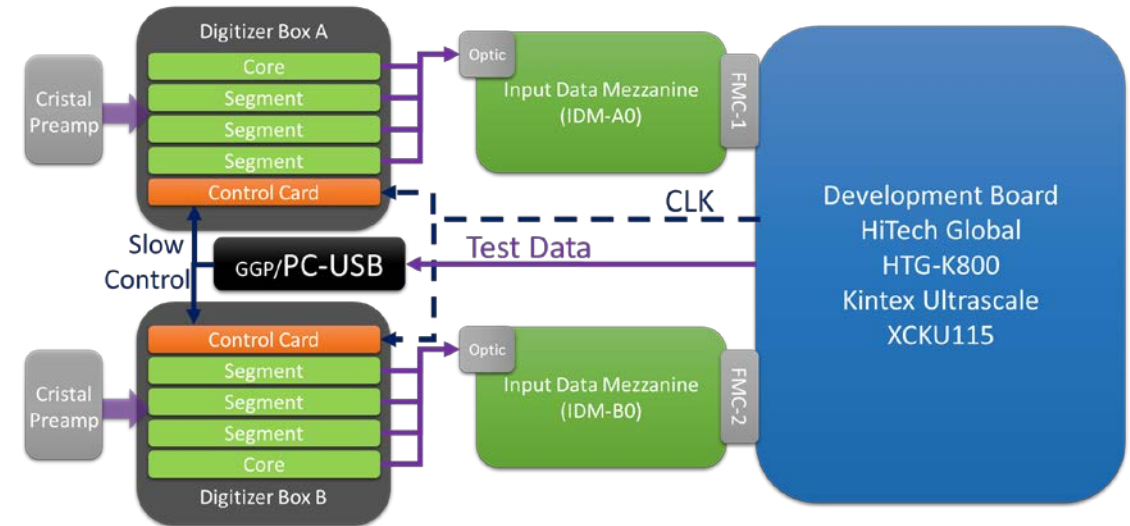 Digitizer Box A
Core
Segment
Segment
Segment
Control Card
Cristal
Preamp
Optic
Input Data Mezzanine
(IDM-A0)
FMC-1
CLK
Slow
Control
GGP/PC-USB
Test Data
Development Board
HiTech Global
HTG-K800
Kintex Ultrascale
XCKU115
Control Card
Segment
Segment
Segment
Core
Digitizer Box B
Cristal
Preamp
Optic
Input Data Mezzanine
(IDM-B0)
FMC-2